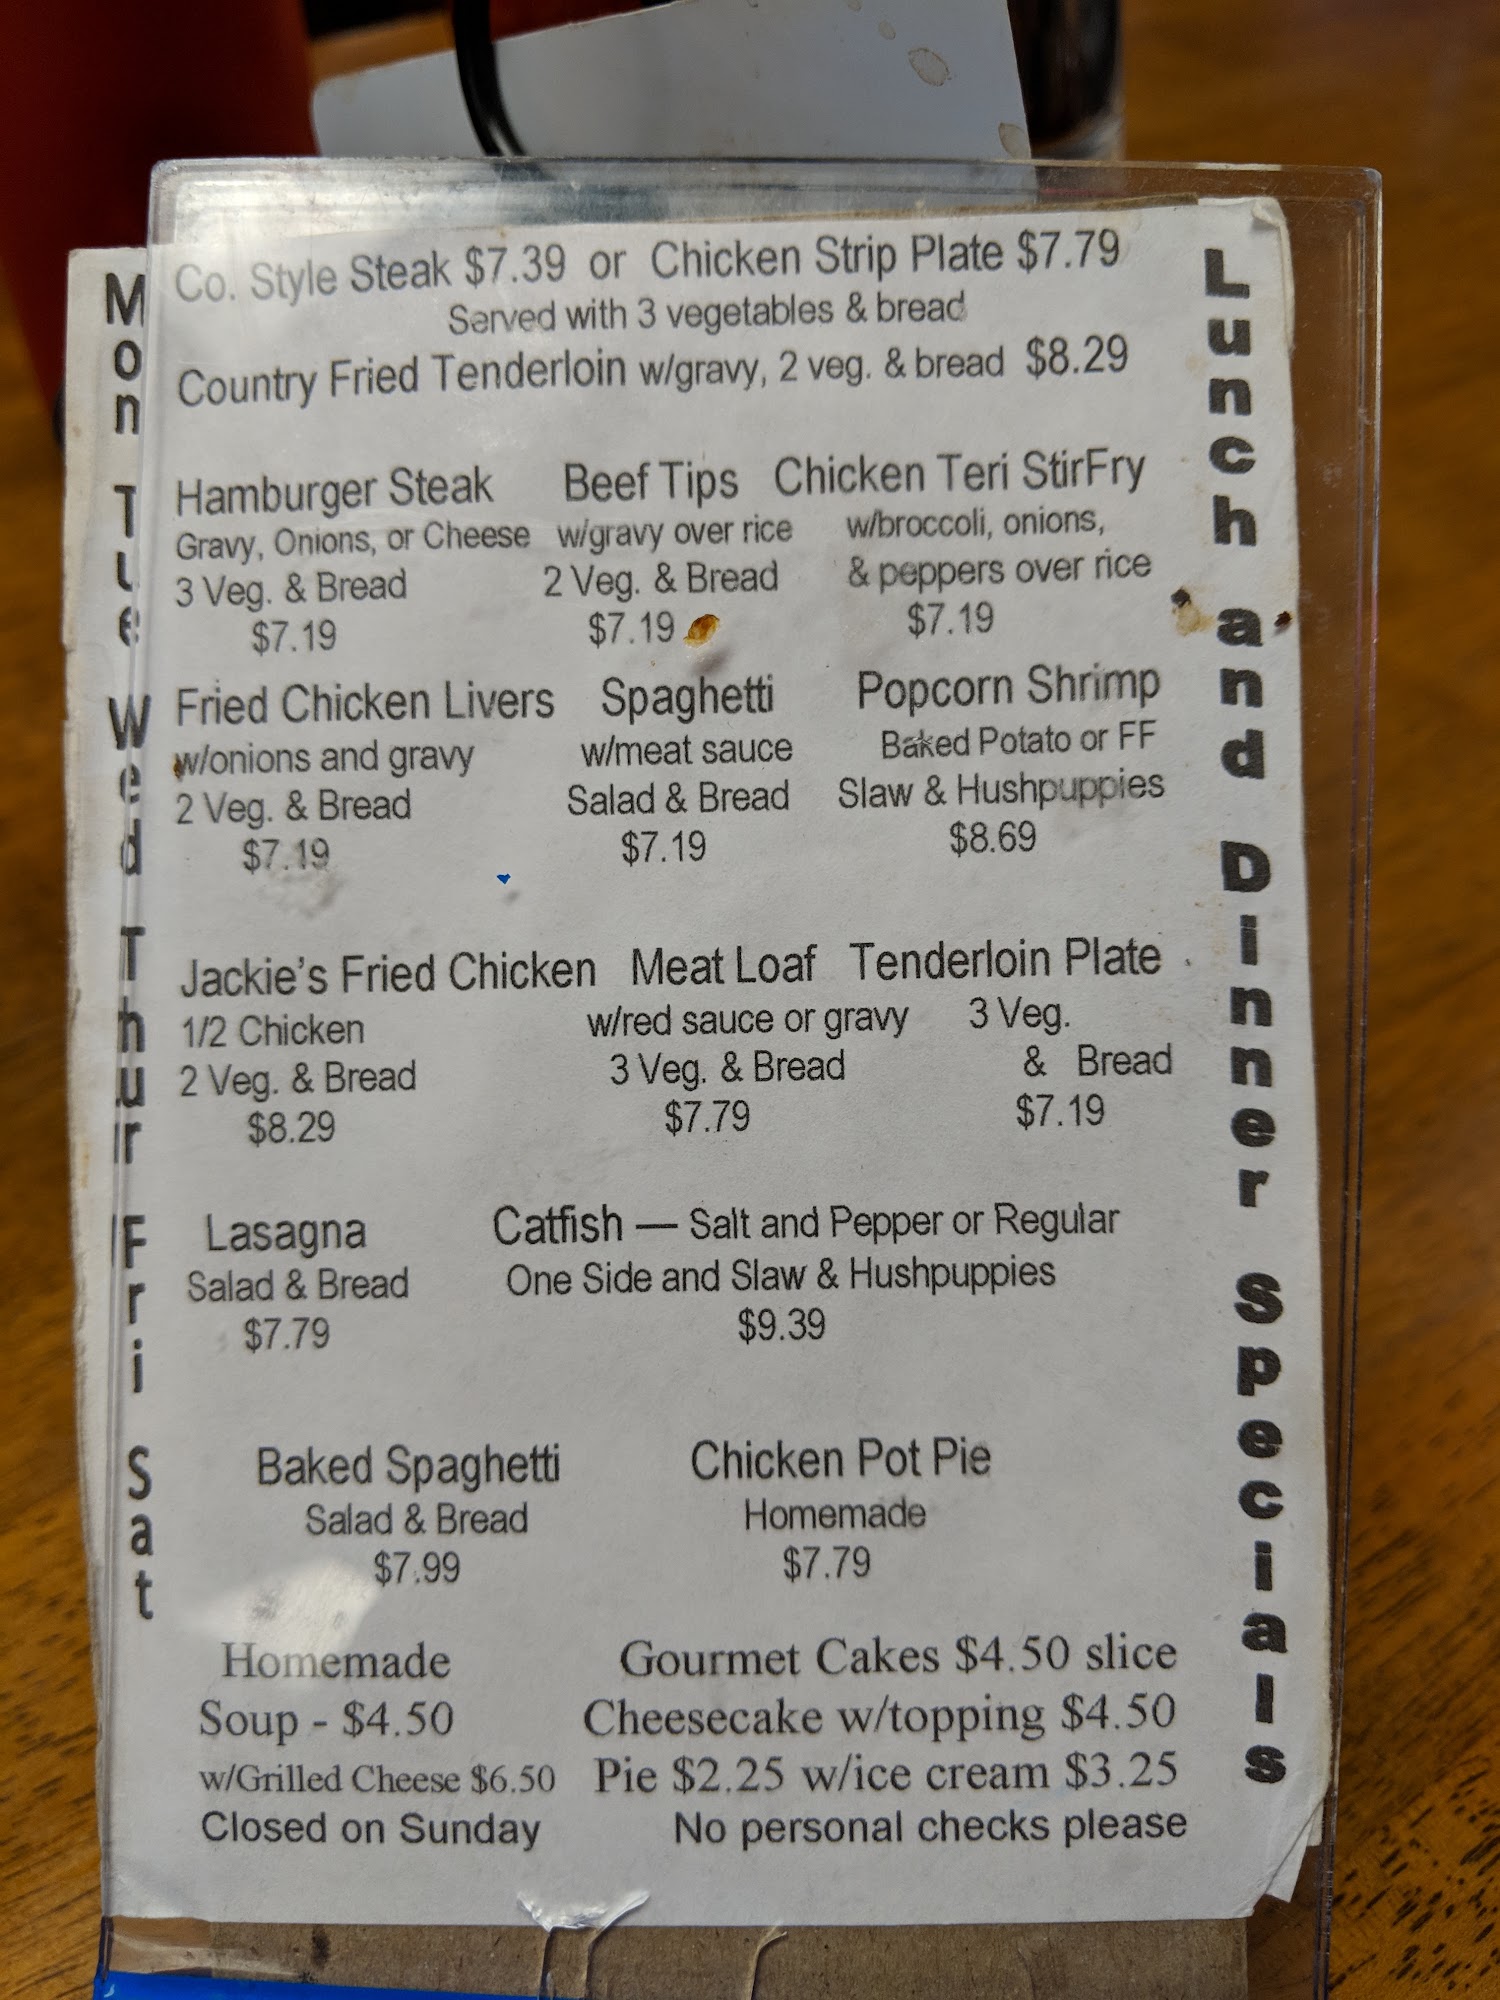 Mon Tue Wed Thur Fri Sat
Co. Style Steak $7.39 or Chicken Strip Plate $7.79
Served with 3 vegetables & bread
Country Fried Tenderloin w/gravy, 2 veg. & bread $8.29
Hamburger Steak Beef Tips Chicken Teri StirFry
Gravy, Onions, or Cheese w/gravy over rice w/broccoli, onions,
3 Veg. & Bread 2 Veg. & Bread & peppers over rice
$7.19 $7.19 $7.19
Fried Chicken Livers Spaghetti Popcorn Shrimp
w/onions and gravy w/meat sauce Baked Potato or FF
2 Veg. & Bread Salad & Bread Slaw & Hushpuppies
$7.19 $7.19 $8.69
Jackie's Fried Chicken Meat Loaf Tenderloin Plate
1/2 Chicken w/red sauce or gravy 3 Veg.
2 Veg. & Bread 3 Veg. & Bread & Bread
$8.29 $7.79 $7.19
Lasagna Catfish — Salt and Pepper or Regular
Salad & Bread One Side and Slaw & Hushpuppies
$7.79 $9.39
Baked Spaghetti Chicken Pot Pie
Salad & Bread Homemade
$7.99 $7.79
Homemade Gourmet Cakes $4.50 slice
Soup - $4.50 Cheesecake w/topping $4.50
w/Grilled Cheese $6.50 Pie $2.25 w/ice cream $3.25
Closed on Sunday No personal checks please
Lunch and Dinner Specials